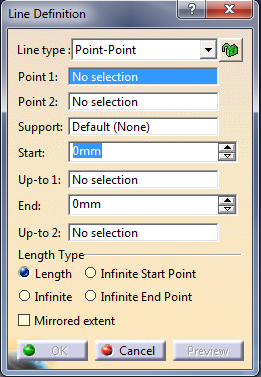 Line Definition ? X
Line type : Point-Point
Point 1: No selection
Point 2: No selection
Support: Default (None)
Start: 0mm
Up-to 1: No selection
End: 0mm
Up-to 2: No selection
Length Type
Length Infinite Start Point
Infinite Infinite End Point
Mirrored extent
OK Cancel Preview